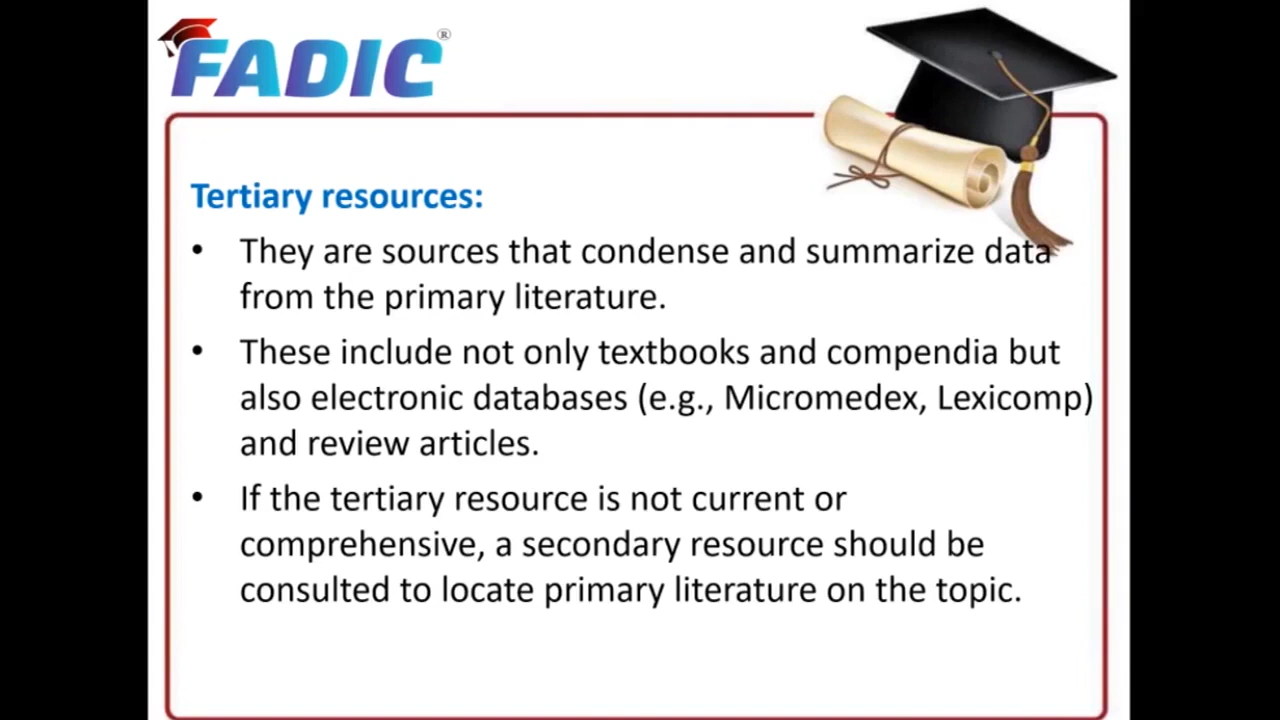 FADIC®
Tertiary resources:
• They are sources that condense and summarize data
from the primary literature.
• These include not only textbooks and compendia but
also electronic databases (e.g., Micromedex, Lexicomp)
and review articles.
• If the tertiary resource is not current or
comprehensive, a secondary resource should be
consulted to locate primary literature on the topic.